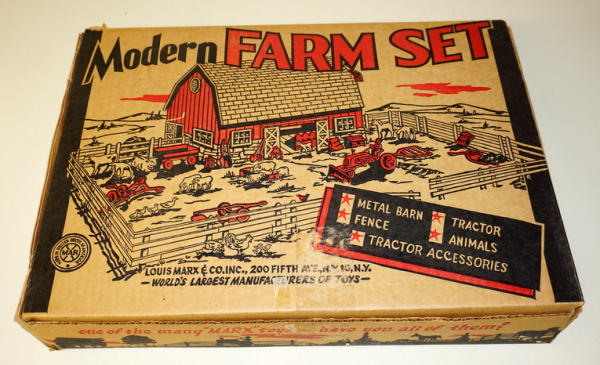 Modern FARM SET
METAL BARN
FENCE
TRACTOR
ANIMALS
TRACTOR ACCESSORIES
MAR
LOUIS MARX & CO. INC., 200 FIFTH AVE., N.Y. 10, N.Y.
—WORLD'S LARGEST MANUFACTURERS OF TOYS—
one of the many MARX toys have you all of them?